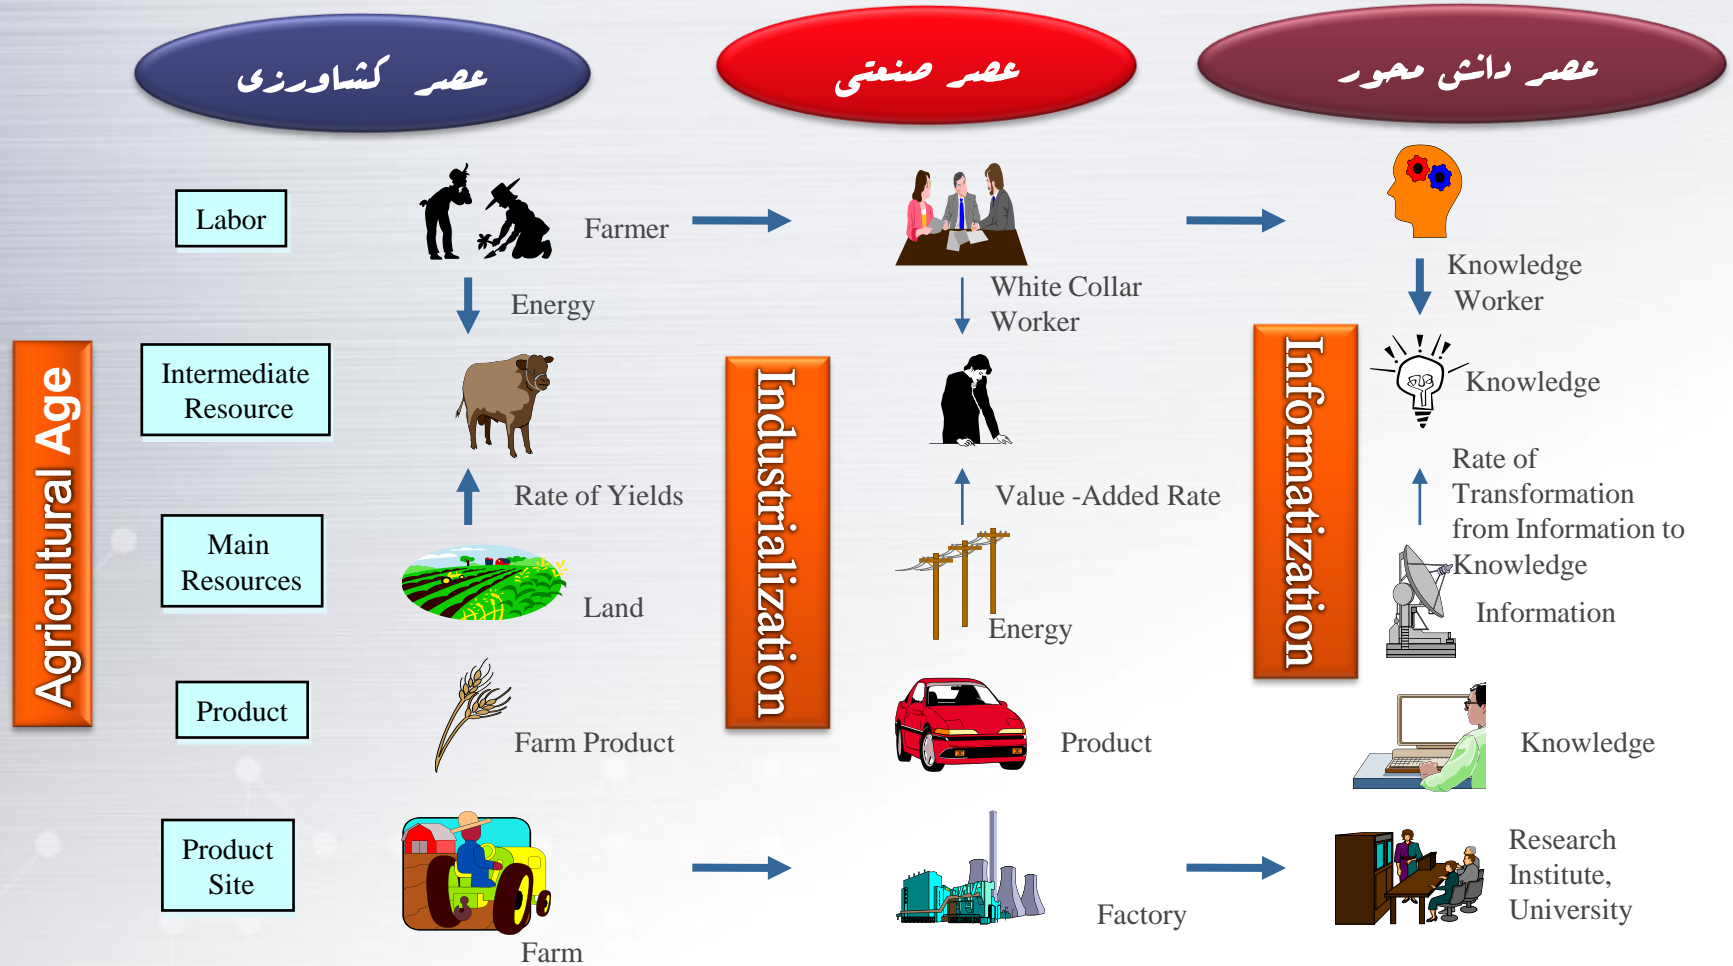 عصر کشاورزی
عصر صنعتی
عصر دانش محور
Labor
Farmer
Energy
White Collar
Worker
Knowledge
Worker
Agricultural Age
Intermediate
Resource
Industrialization
Informatization
Knowledge
Rate of Yields
Value -Added Rate
Rate of
Transformation
from Information to
Knowledge
Main
Resources
Land
Energy
Information
Product
Farm Product
Product
Knowledge
Product
Site
Farm
Factory
Research
Institute,
University